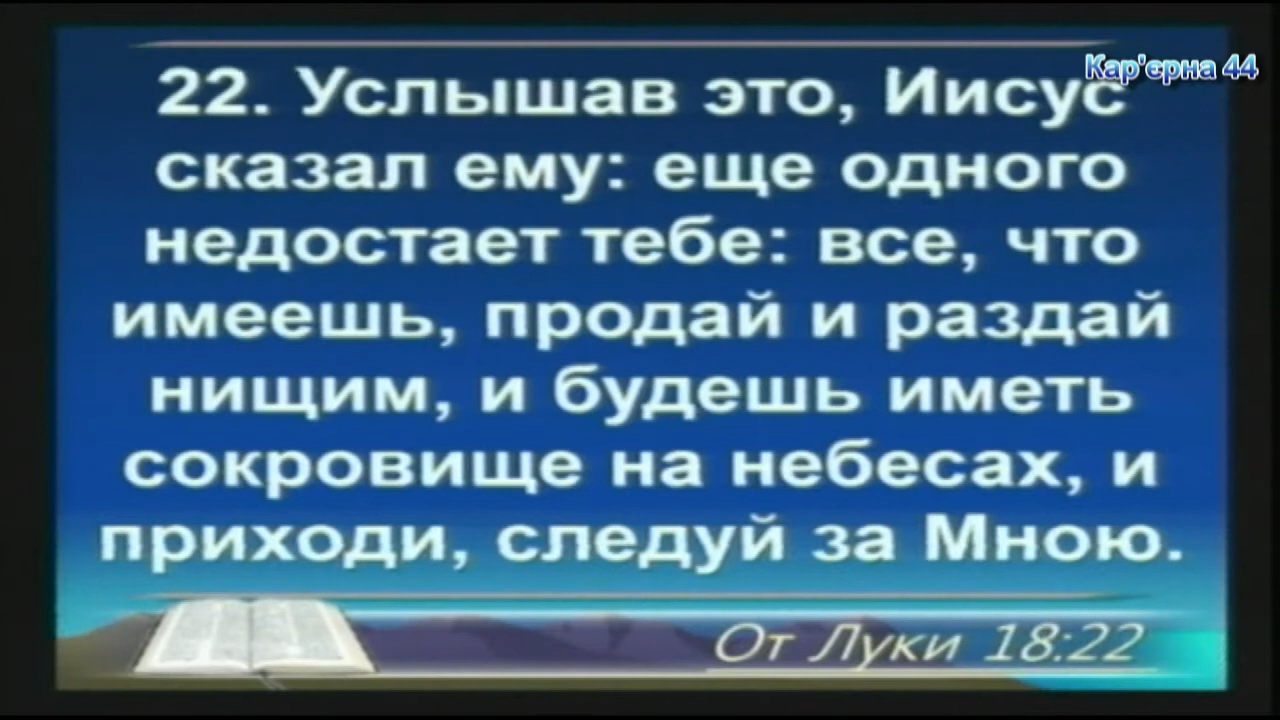 Кар'єрна 44
22. Услышав это, Иисус
сказал ему: еще одного
недостает тебе: все, что
имеешь, продай и раздай
нищим, и будешь иметь
сокровище на небесах, и
приходи, следуй за Мною.
От Луки 18:22